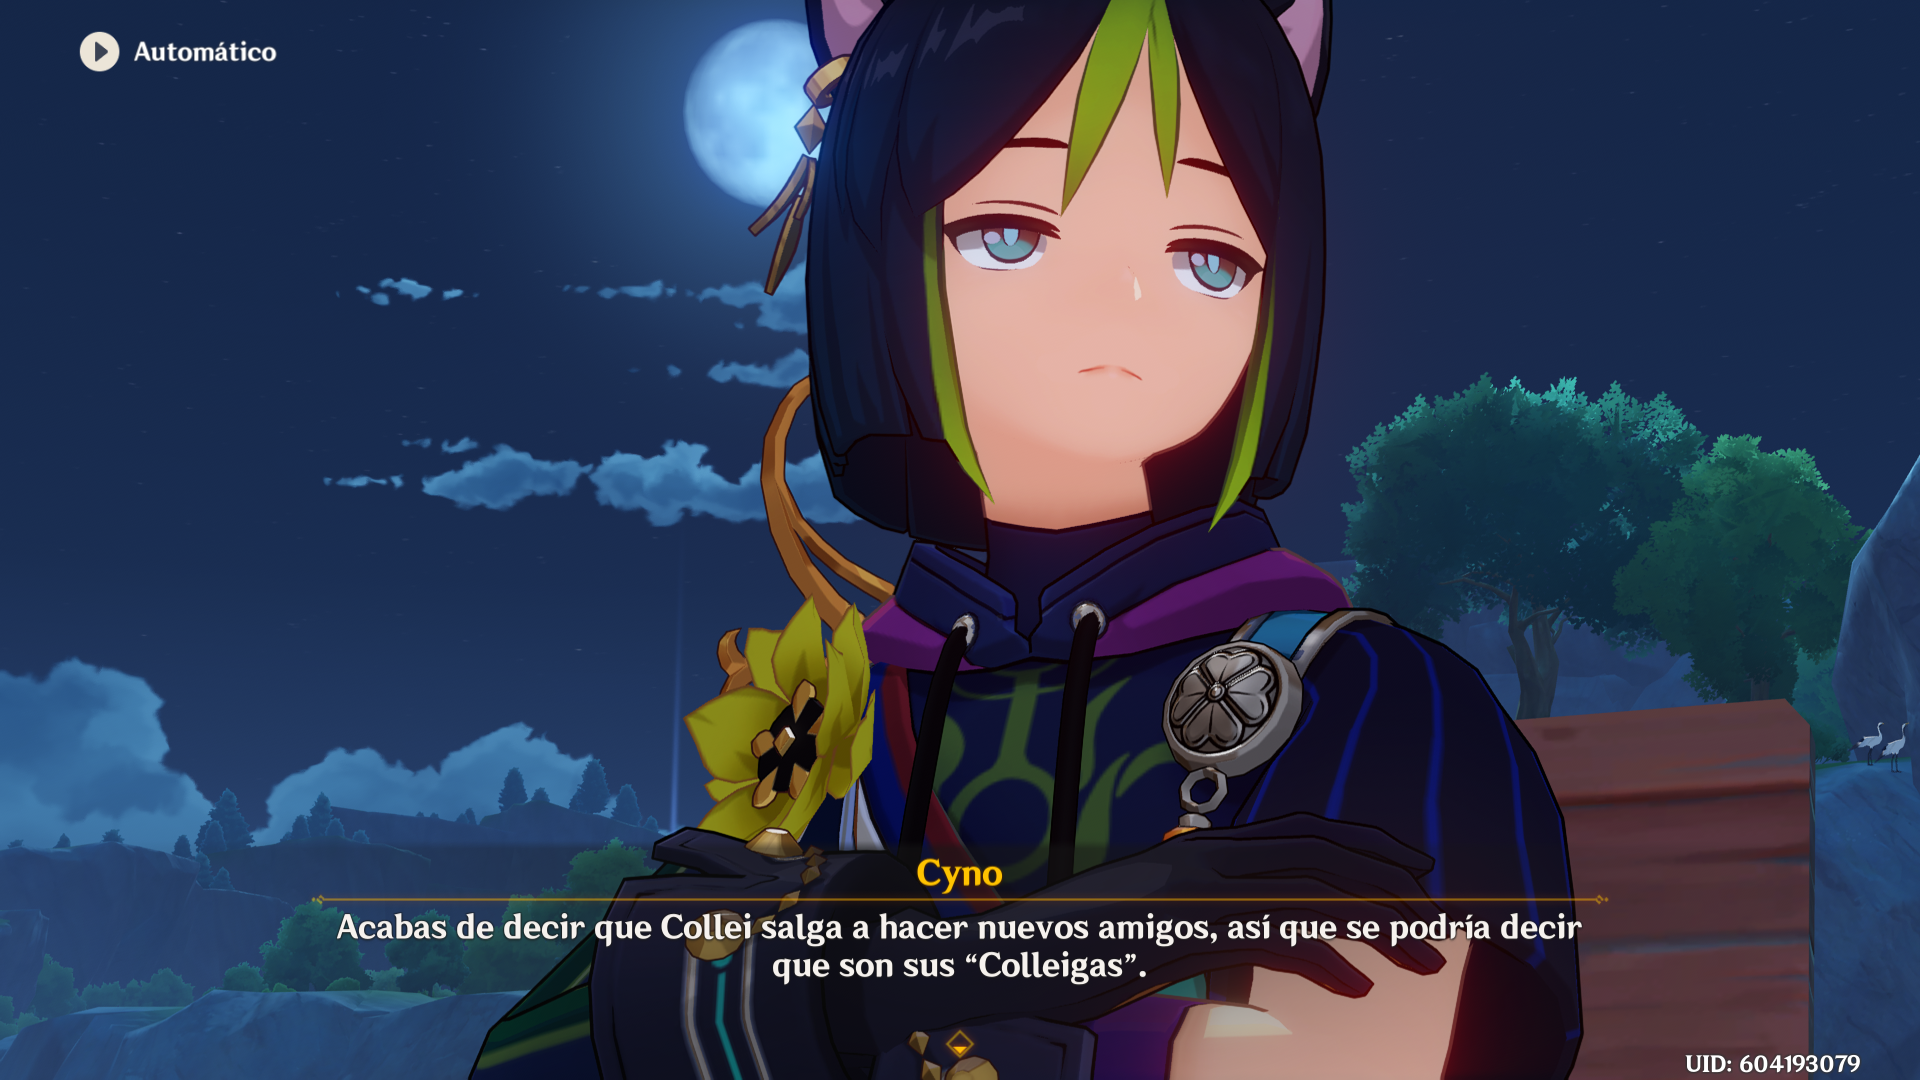 Automático
Cyno
Acabas de decir que Collei salga a hacer nuevos amigos, así que se podría decir
que son sus “Colleigas”.
UID: 604193079